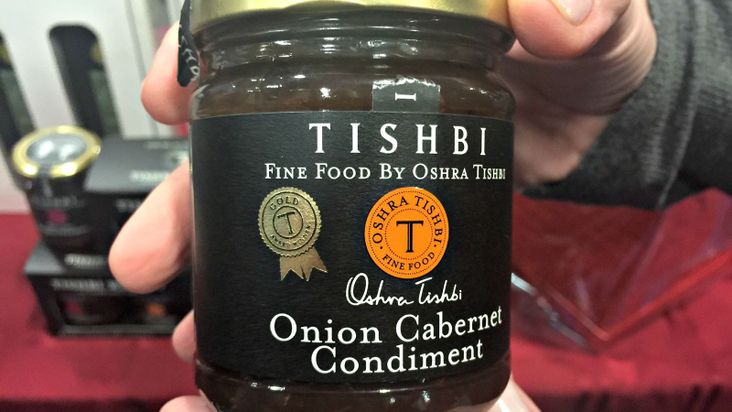 I
TISHBI
FINE FOOD BY OSHRA TISHBI
GOLD
T
OSHRA TISHBI
T
FINE FOOD
Oshra Tishbi
Onion Cabernet
Condiment